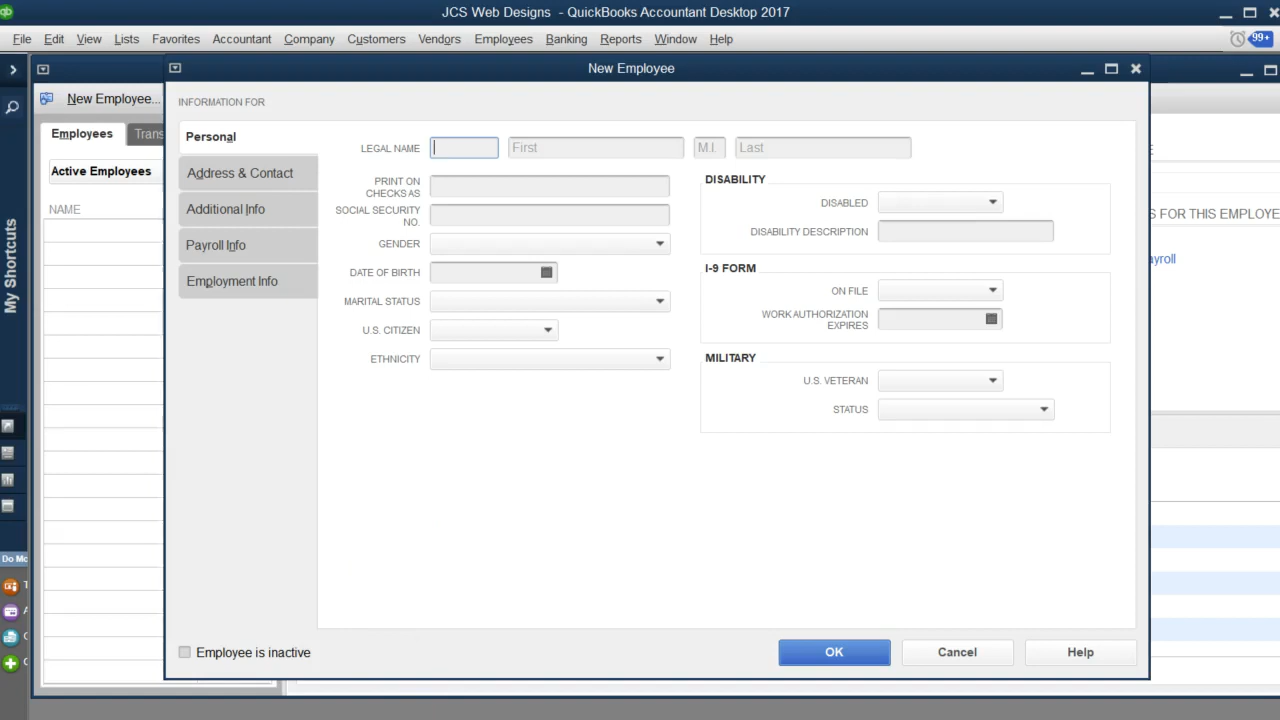 JCS Web Designs - QuickBooks Accountant Desktop 2017
File Edit View Lists Favorites Accountant Company Customers Vendors Employees Banking Reports Window Help
99+
New Employee
New Employee...
INFORMATION FOR
Employees
Active Employees
NAME
My Shortcuts
Personal
Address & Contact
Additional Info
Payroll Info
Employment Info
LEGAL NAME First M.I. Last
PRINT ON
CHECKS AS
SOCIAL SECURITY
NO.
GENDER
DATE OF BIRTH
MARITAL STATUS
U.S. CITIZEN
ETHNICITY
DISABILITY
DISABLED
DISABILITY DESCRIPTION
I-9 FORM
ON FILE
WORK AUTHORIZATION
EXPIRES
MILITARY
U.S. VETERAN
STATUS
S FOR THIS EMPLOYE
ayroll
Employee is inactive
OK Cancel Help
qb
Do Mo